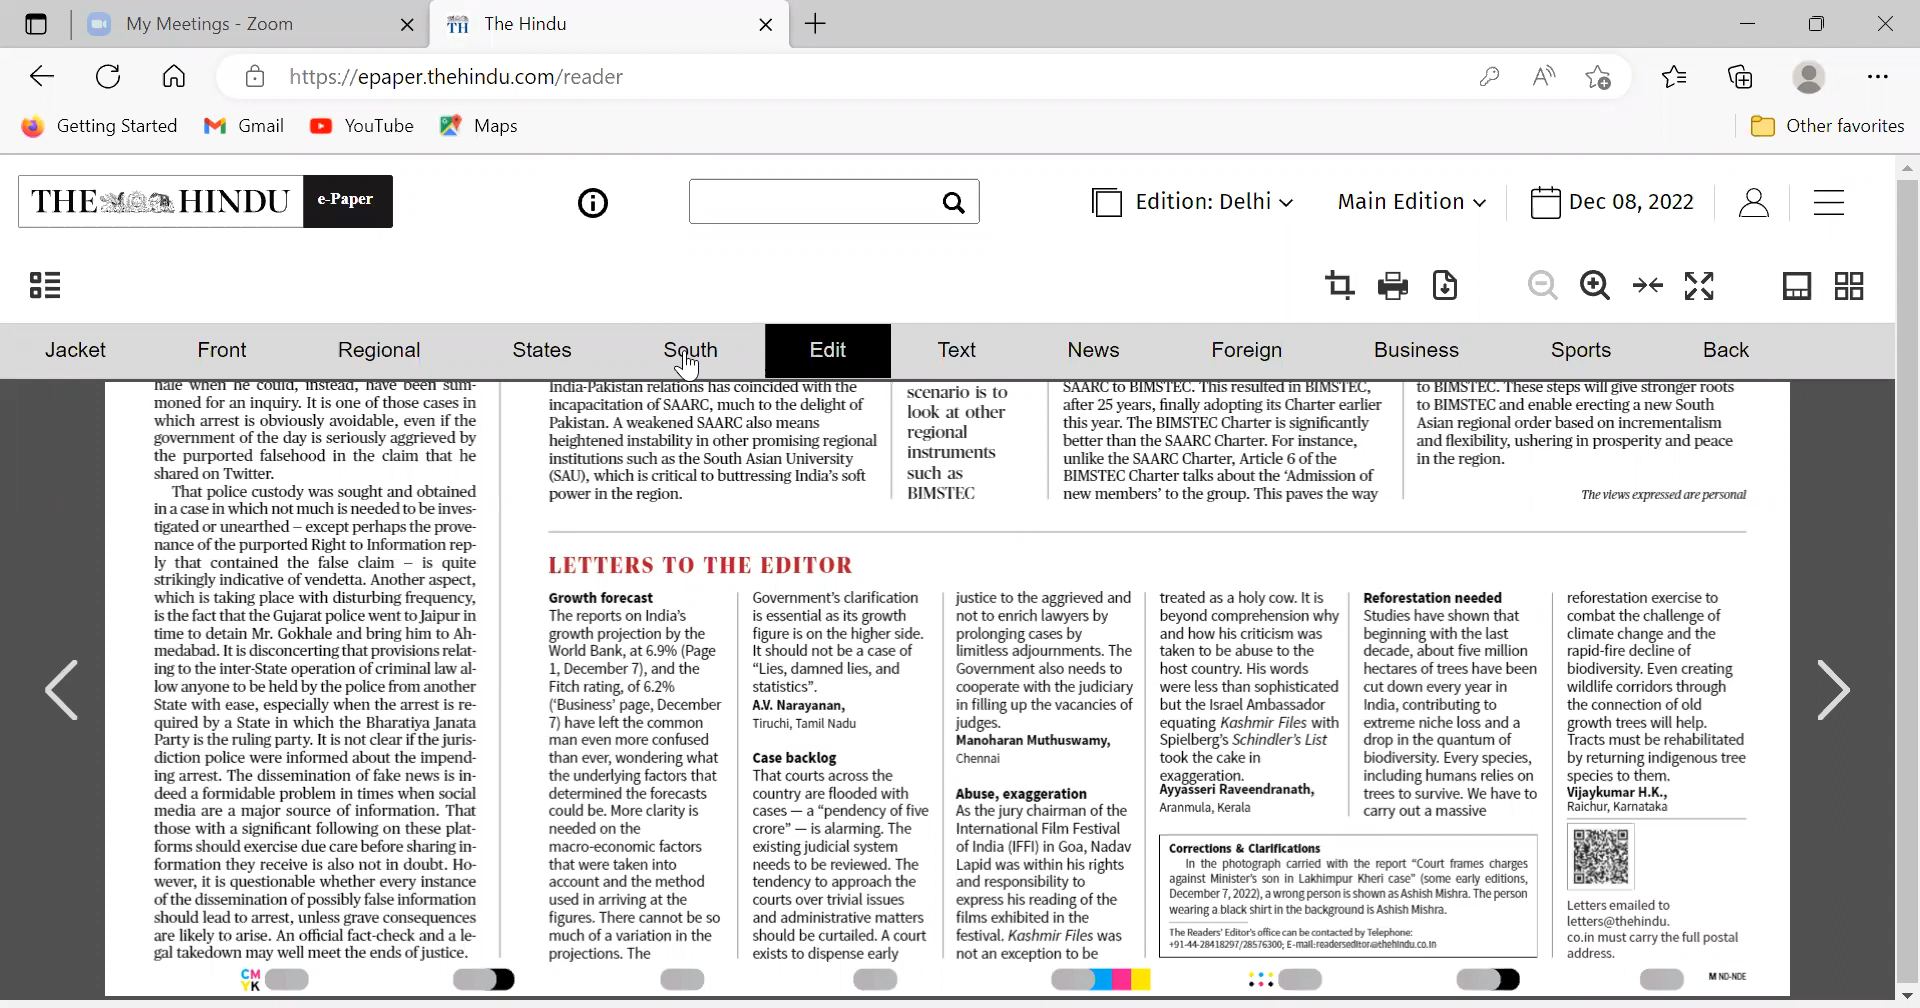 My Meetings - Zoom
TH
The Hindu
https://epaper.thehindu.com/reader
Getting Started
Gmail
YouTube
Maps
Other favorites
THE HINDU
e-Paper
Edition: Delhi
Main Edition
Dec 08, 2022
Jacket
Front
Regional
States
South
Edit
Text
News
Foreign
Business
Sports
Back
hale when he could, instead, have been sum-
moned for an inquiry. It is one of those cases in
which arrest is obviously avoidable, even if the
government of the day is seriously aggrieved by
the purported falsehood in the claim that he
shared on Twitter.
That police custody was sought and obtained
in a case in which not much is needed to be inves-
tigated or unearthed – except perhaps the prove-
nance of the purported Right to Information rep-
ly that contained the false claim – is quite
strikingly indicative of vendetta. Another aspect,
which is taking place with disturbing frequency,
is the fact that the Gujarat police went to Jaipur in
time to detain Mr. Gokhale and bring him to Ah-
medabad. It is disconcerting that provisions relat-
ing to the inter-State operation of criminal law al-
low anyone to be held by the police from another
State with ease, especially when the arrest is re-
quired by a State in which the Bharatiya Janata
Party is the ruling party. It is not clear if the juris-
diction police were informed about the impend-
ing arrest. The dissemination of fake news is in-
deed a formidable problem in times when social
media are a major source of information. That
those with a significant following on these plat-
forms should exercise due care before sharing in-
formation they receive is also not in doubt. Ho-
wever, it is questionable whether every instance
of the dissemination of possibly false information
should lead to arrest, unless grave consequences
are likely to arise. An official fact-check and a le-
gal takedown may well meet the ends of justice.
India-Pakistan relations has coincided with the
incapacitation of SAARC, much to the delight of
Pakistan. A weakened SAARC also means
heightened instability in other promising regional
institutions such as the South Asian University
(SAU), which is critical to buttressing India's soft
power in the region.
scenario is to
look at other
regional
instruments
such as
BIMSTEC
SAARC to BIMSTEC. This resulted in BIMSTEC,
after 25 years, finally adopting its Charter earlier
this year. The BIMSTEC Charter is significantly
better than the SAARC Charter. For instance,
unlike the SAARC Charter, Article 6 of the
BIMSTEC Charter talks about the 'Admission of
new members' to the group. This paves the way
to BIMSTEC. These steps will give stronger roots
to BIMSTEC and enable erecting a new South
Asian regional order based on incrementalism
and flexibility, ushering in prosperity and peace
in the region.
The views expressed are personal
LETTERS TO THE EDITOR
Growth forecast
The reports on India's
growth projection by the
World Bank, at 6.9% (Page
1, December 7), and the
Fitch rating, of 6.2%
('Business' page, December
7) have left the common
man even more confused
than ever, wondering what
the underlying factors that
determined the forecasts
could be. More clarity is
needed on the
macro-economic factors
that were taken into
account and the method
used in arriving at the
figures. There cannot be so
much of a variation in the
projections. The
Government's clarification
is essential as its growth
figure is on the higher side.
It should not be a case of
"Lies, damned lies, and
statistics".
A.V. Narayanan,
Tiruchi, Tamil Nadu
Case backlog
That courts across the
country are flooded with
cases — a "pendency of five
crore" — is alarming. The
existing judicial system
needs to be reviewed. The
tendency to approach the
courts over trivial issues
and administrative matters
should be curtailed. A court
exists to dispense early
justice to the aggrieved and
not to enrich lawyers by
prolonging cases by
limitless adjournments. The
Government also needs to
cooperate with the judiciary
in filling up the vacancies of
judges.
Manoharan Muthuswamy,
Chennai
Abuse, exaggeration
As the jury chairman of the
International Film Festival
of India (IFFI) in Goa, Nadav
Lapid was within his rights
and responsibility to
express his reading of the
films exhibited in the
festival. Kashmir Files was
not an exception to be
treated as a holy cow. It is
beyond comprehension why
and how his criticism was
taken to be abuse to the
host country. His words
were less than sophisticated
but the Israel Ambassador
equating Kashmir Files with
Spielberg's Schindler's List
took the cake in
exaggeration.
Ayyasseri Raveendranath,
Aranmula, Kerala
Reforestation needed
Studies have shown that
beginning with the last
decade, about five million
hectares of trees have been
cut down every year in
India, contributing to
extreme niche loss and a
drop in the quantum of
biodiversity. Every species,
including humans relies on
trees to survive. We have to
carry out a massive
reforestation exercise to
combat the challenge of
climate change and the
rapid-fire decline of
biodiversity. Even creating
wildlife corridors through
the connection of old
growth trees will help.
Tracts must be rehabilitated
by returning indigenous tree
species to them.
Vijaykumar H.K.,
Raichur, Karnataka
Corrections & Clarifications
In the photograph carried with the report "Court frames charges
against Minister's son in Lakhimpur Kheri case" (some early editions,
December 7, 2022), a wrong person is shown as Ashish Mishra. The person
wearing a black shirt in the background is Ashish Mishra.
The Readers' Editor's office can be contacted by Telephone:
+91-44-28418297/28576300; E-mail:readerseditor@thehindu.co.in
Letters emailed to
letters@thehindu.
co.in must carry the full postal
address.
CM
YK
M ND-NDE